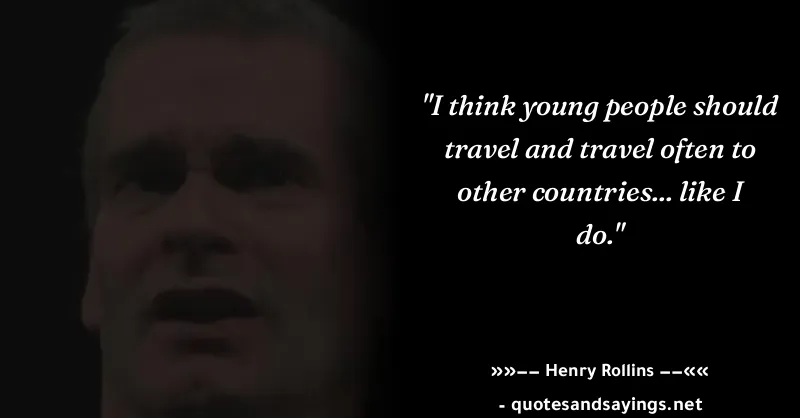 "I think young people should
travel and travel often to
other countries... like I
do."
»»−− Henry Rollins −−««
- quotesandsayings.net